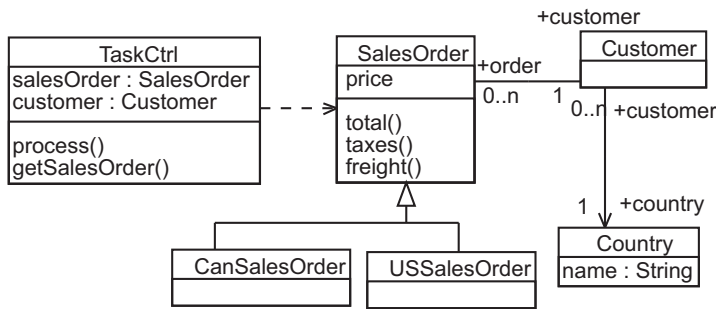 +customer
TaskCtrl
salesOrder : SalesOrder
customer : Customer
process()
getSalesOrder()
SalesOrder
price
total()
taxes()
freight()
+order
0..n
1
Customer
0..n
+customer
1
+country
Country
name : String
CanSalesOrder
USSalesOrder